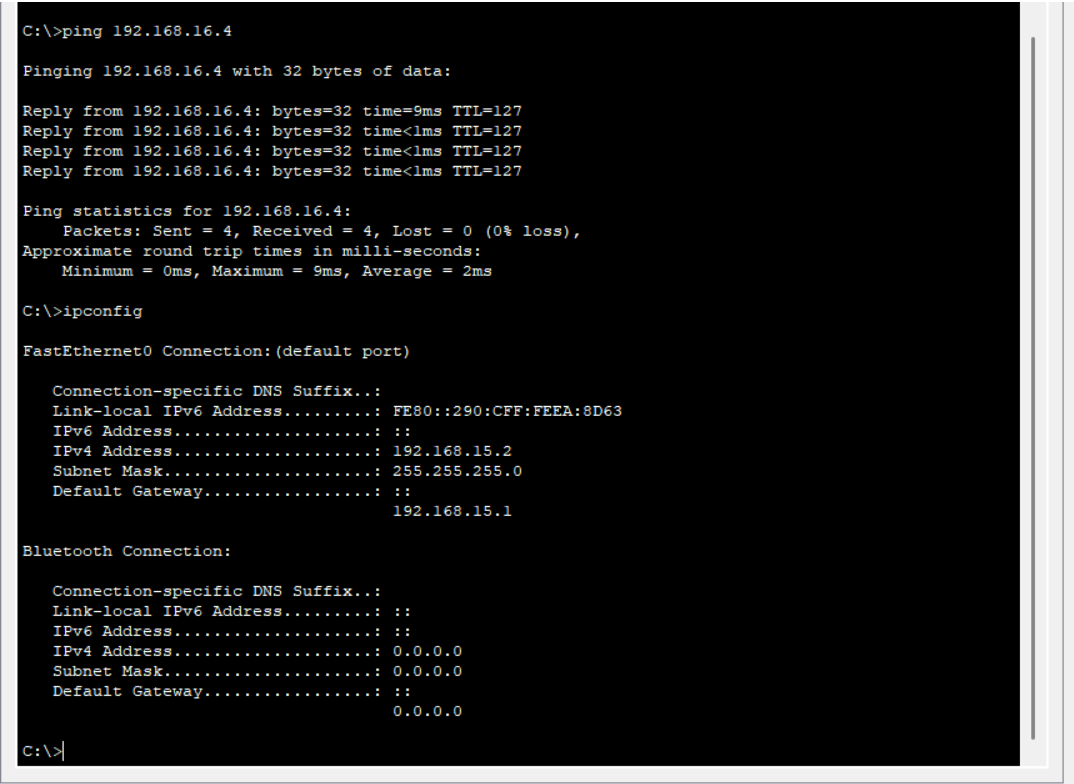 C:\>ping 192.168.16.4
Pinging 192.168.16.4 with 32 bytes of data:
Reply from 192.168.16.4: bytes=32 time=9ms TTL=127
Reply from 192.168.16.4: bytes=32 time<1ms TTL=127
Reply from 192.168.16.4: bytes=32 time<1ms TTL=127
Reply from 192.168.16.4: bytes=32 time<1ms TTL=127
Ping statistics for 192.168.16.4:
    Packets: Sent = 4, Received = 4, Lost = 0 (0% loss),
Approximate round trip times in milli-seconds:
    Minimum = 0ms, Maximum = 9ms, Average = 2ms
C:\>ipconfig
FastEthernet0 Connection:(default port)
   Connection-specific DNS Suffix..:
   Link-local IPv6 Address.........: FE80::290:CFF:FEEA:8D63
   IPv6 Address....................: ::
   IPv4 Address....................: 192.168.15.2
   Subnet Mask.....................: 255.255.255.0
   Default Gateway.................: ::
                                     192.168.15.1
Bluetooth Connection:
   Connection-specific DNS Suffix..:
   Link-local IPv6 Address.........: ::
   IPv6 Address....................: ::
   IPv4 Address....................: 0.0.0.0
   Subnet Mask.....................: 0.0.0.0
   Default Gateway.................: ::
                                     0.0.0.0
C:\>